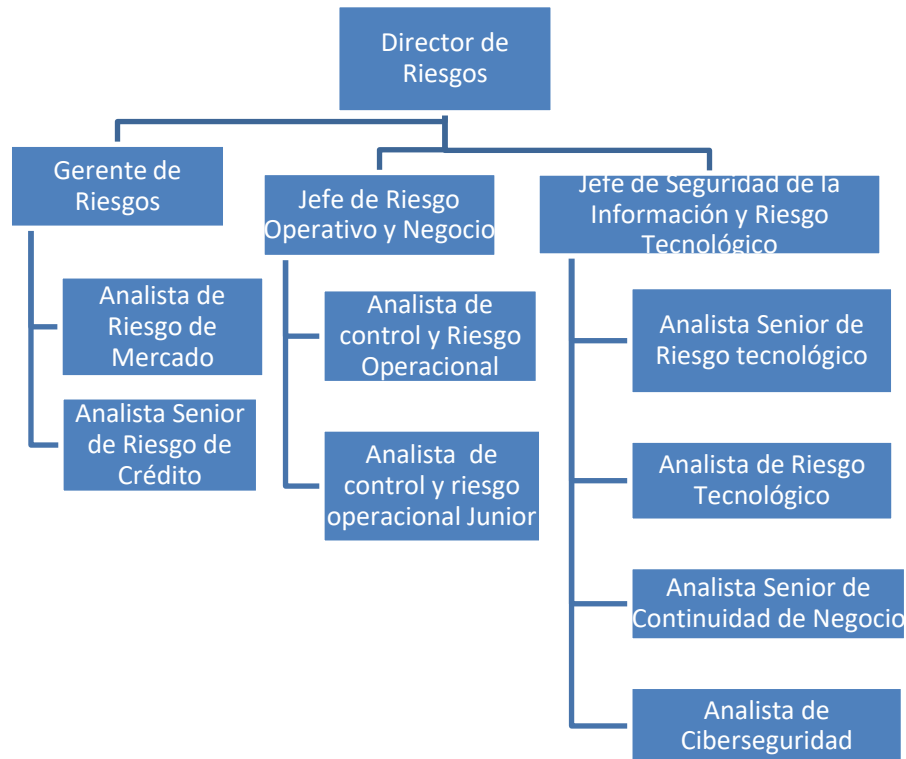 Director de
Riesgos
Gerente de
Riesgos
Jefe de Riesgo
Operativo y Negocio
Jefe de Seguridad de la
Información y Riesgo
Tecnológico
Analista de
Riesgo de
Mercado
Analista Senior
de Riesgo de
Crédito
Analista de
control y Riesgo
Operacional
Analista de
control y riesgo
operacional Junior
Analista Senior de
Riesgo tecnológico
Analista de Riesgo
Tecnológico
Analista Senior de
Continuidad de Negocio
Analista de
Ciberseguridad